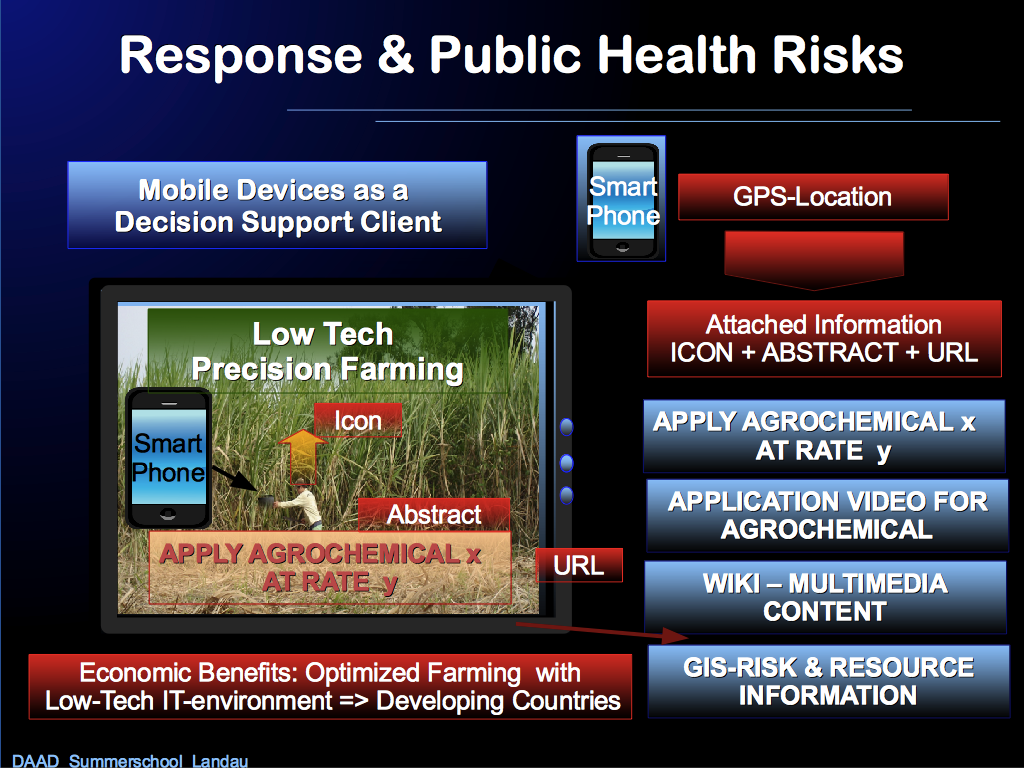 Response & Public Health Risks
Mobile Devices as a
Decision Support Client
Smart
Phone
GPS-Location
Attached Information
ICON + ABSTRACT + URL
Low Tech
Precision Farming
Icon
Smart
Phone
Abstract
APPLY AGROCHEMICAL x
AT RATE y
URL
APPLY AGROCHEMICAL x
AT RATE y
APPLICATION VIDEO FOR
AGROCHEMICAL
WIKI – MULTIMEDIA
CONTENT
GIS-RISK & RESOURCE
INFORMATION
Economic Benefits: Optimized Farming with
Low-Tech IT-environment => Developing Countries
DAAD Summerschool Landau